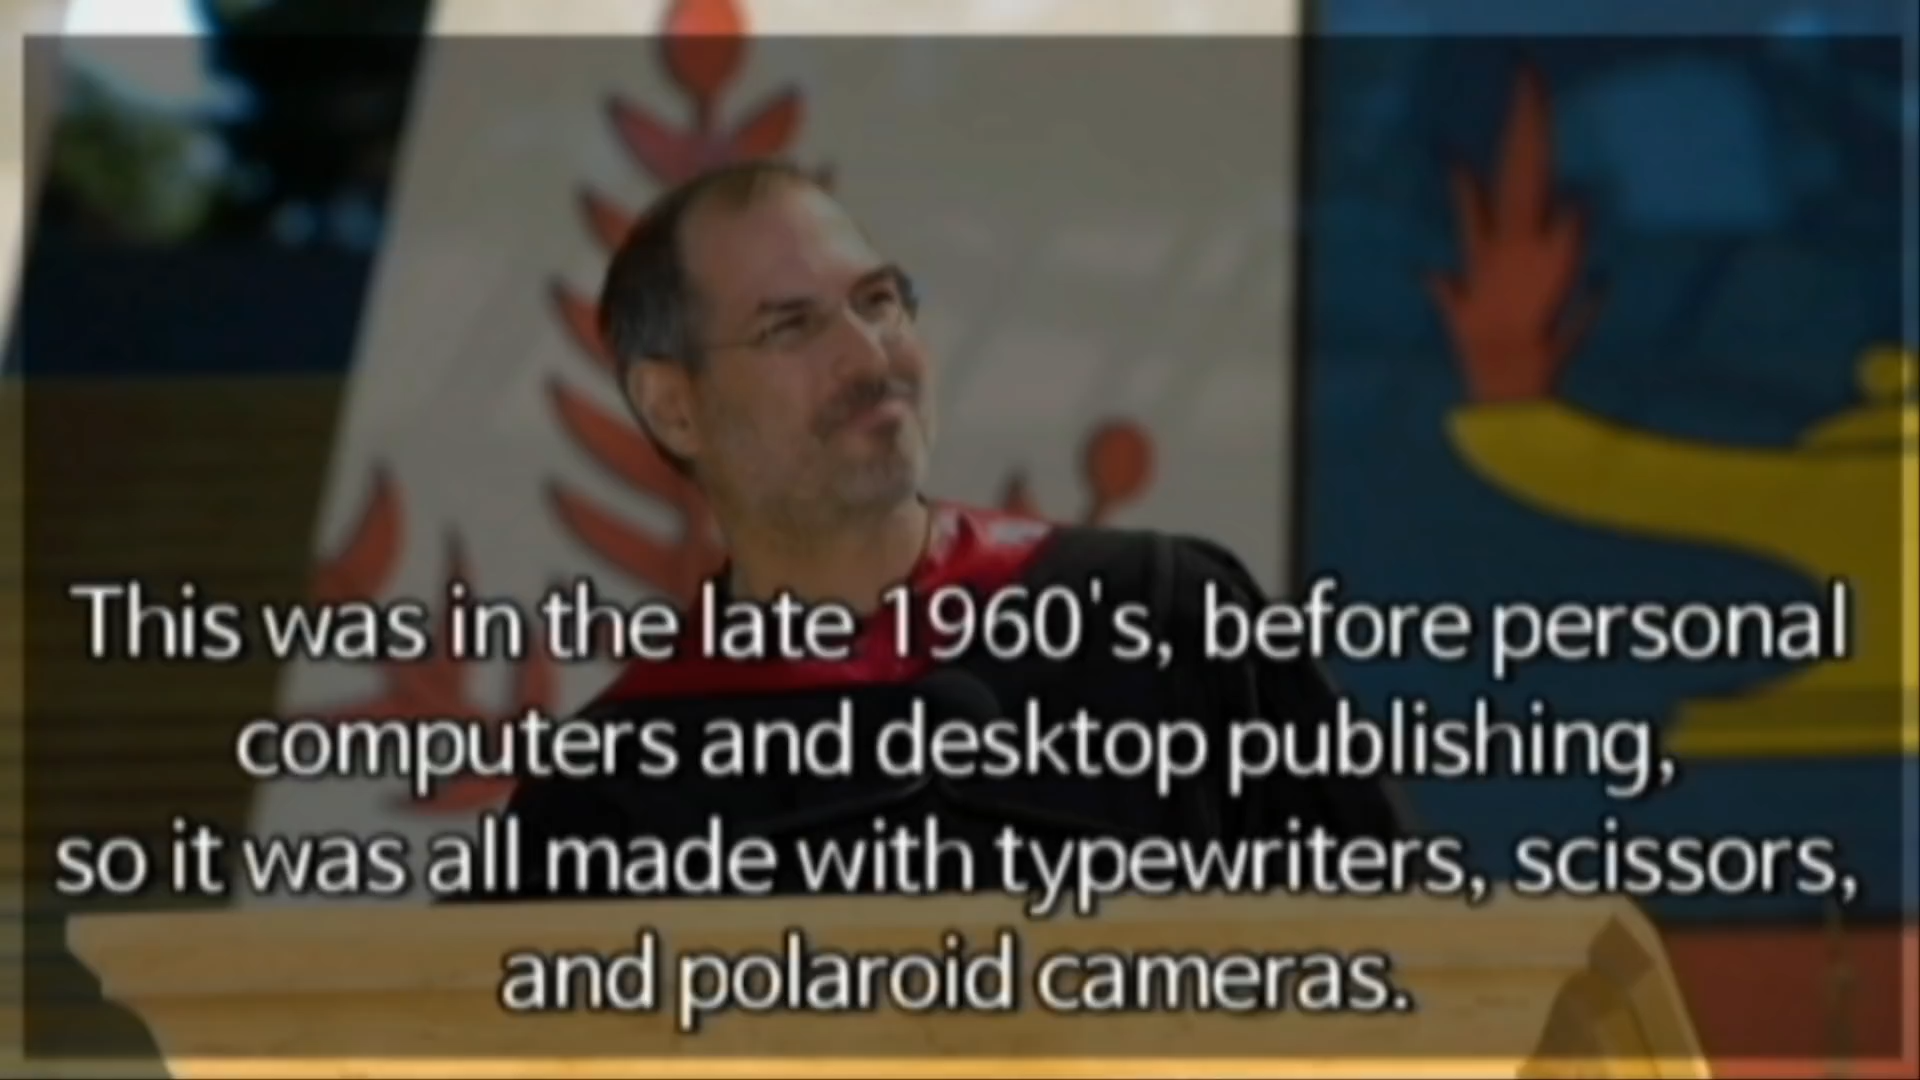 This was in the late 1960's, before personal
computers and desktop publishing,
so it was all made with typewriters, scissors,
and polaroid cameras.